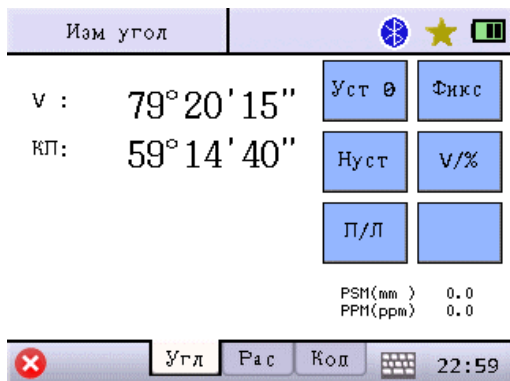 Изм угол
V : 79°20'15"
КП: 59°14'40"
Уст 0 Фикс
Нуст V/%
П/Л
PSM(mm ) 0.0
PPM(ppm) 0.0
Угл Рас Коп 22:59